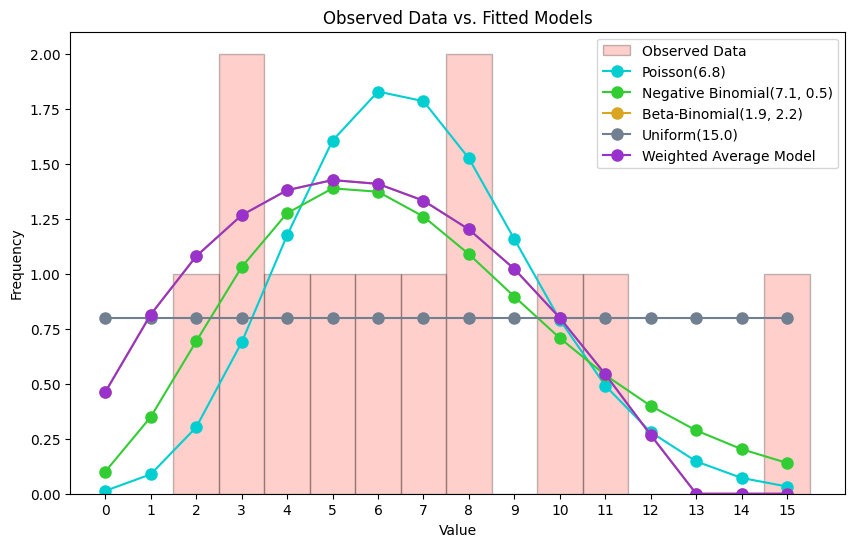 Observed Data vs. Fitted Models
Frequency
2.00
1.75
1.50
1.25
1.00
0.75
0.50
0.25
0.00
Observed Data
Poisson(6.8)
Negative Binomial(7.1, 0.5)
Beta-Binomial(1.9, 2.2)
Uniform(15.0)
Weighted Average Model
0 1 2 3 4 5 6 7 8 9 10 11 12 13 14 15
Value